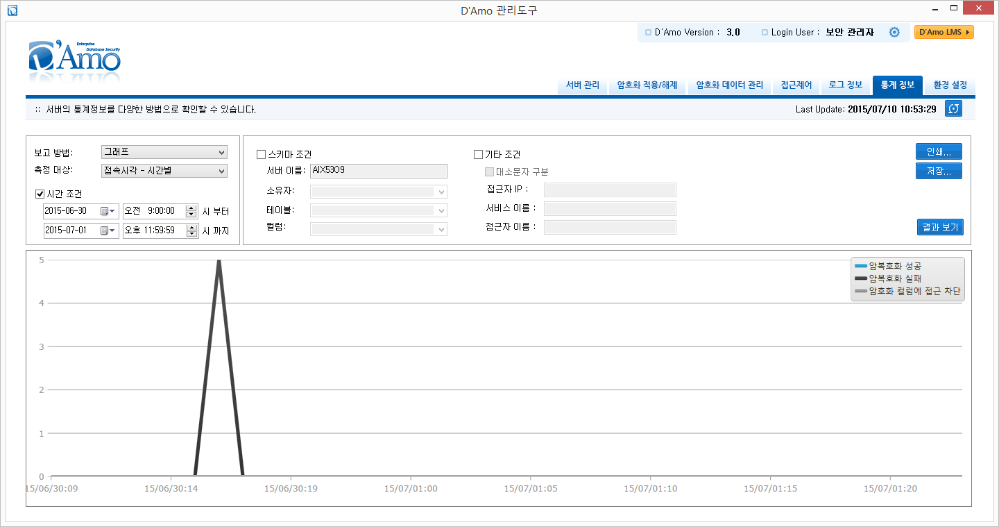 D'Amo 관리도구
D'Amo Version : 3.0 Login User : 보안 관리자 D'Amo LMS
Enterprise
Database Security
D'Amo
서버 관리 암호화 적용/해제 암호화 데이터 관리 접근제어 로그 정보 통계 정보 환경 설정
:: 서버의 통계정보를 다양한 방법으로 확인할 수 있습니다. Last Update: 2015/07/10 10:53:29
보고 방법: 그래프
측정 대상: 접속시각 - 시간별
시간 조건
2015-06-30 오전 9:00:00 시 부터
2015-07-01 오후 11:59:59 시 까지
스키마 조건
서버 이름: AIX5309
소유자:
테이블:
컬럼:
기타 조건
대소문자 구분
접근자 IP :
서비스 이름 :
접근자 이름 :
인쇄...
저장...
결과 보기
암복호화 성공
암복호화 실패
암호화 컬럼에 접근 차단
5
4
3
2
1
0
15/06/30:09 15/06/30:14 15/06/30:19 15/07/01:00 15/07/01:05 15/07/01:10 15/07/01:15 15/07/01:20